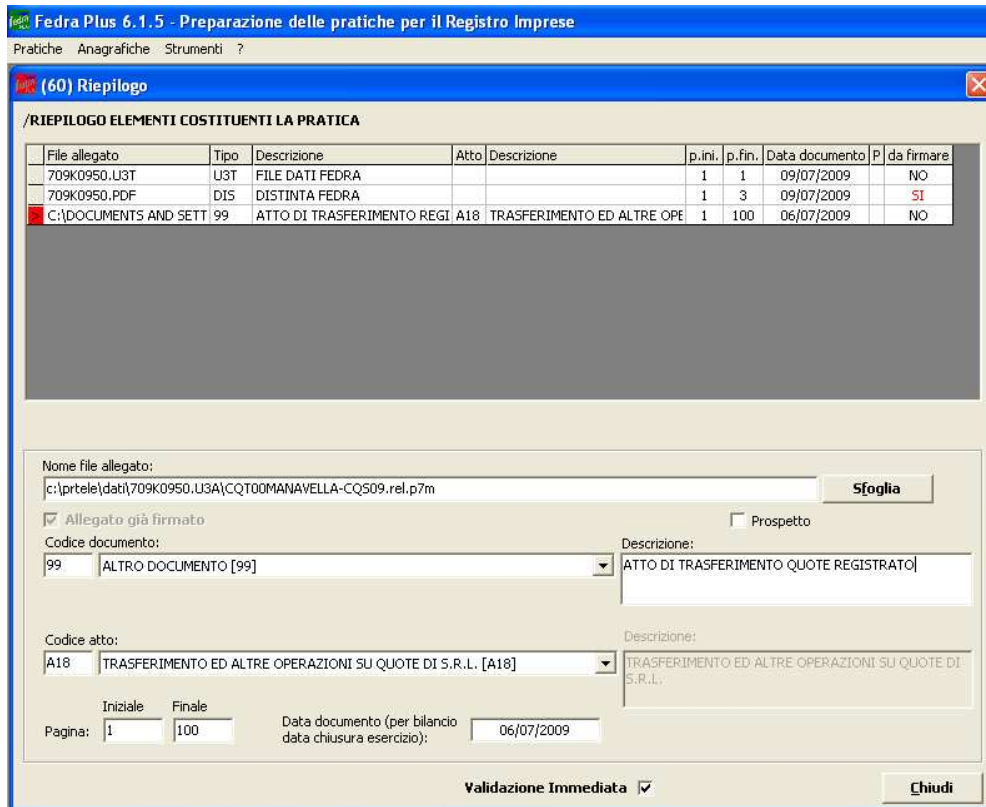 Fedra Plus 6.1.5 - Preparazione delle pratiche per il Registro Imprese
Pratiche Anagrafiche Strumenti ?
(60) Riepilogo
/RIEPILOGO ELEMENTI COSTITUENTI LA PRATICA
File allegato Tipo Descrizione Atto Descrizione p.ini. p.fin. Data documento P da firmare
709K0950.U3T U3T FILE DATI FEDRA 1 1 09/07/2009 NO
709K0950.PDF DIS DISTINTA FEDRA 1 3 09/07/2009 SI
> C:\DOCUMENTS AND SETT 99 ATTO DI TRASFERIMENTO REGI A18 TRASFERIMENTO ED ALTRE OPE 1 100 06/07/2009 NO
Nome file allegato:
c:\prtele\dati\709K0950.U3A\CQT00MANAVELLA-CQS09.rel.p7m Sfoglia
Allegato già firmato Prospetto
Codice documento: Descrizione:
99 ALTRO DOCUMENTO [99] ATTO DI TRASFERIMENTO QUOTE REGISTRATO
Codice atto: Descrizione:
A18 TRASFERIMENTO ED ALTRE OPERAZIONI SU QUOTE DI S.R.L. [A18] TRASFERIMENTO ED ALTRE OPERAZIONI SU QUOTE DI
S.R.L.
Iniziale Finale
Pagina: 1 100 Data documento (per bilancio
data chiusura esercizio): 06/07/2009
Validazione Immediata Chiudi